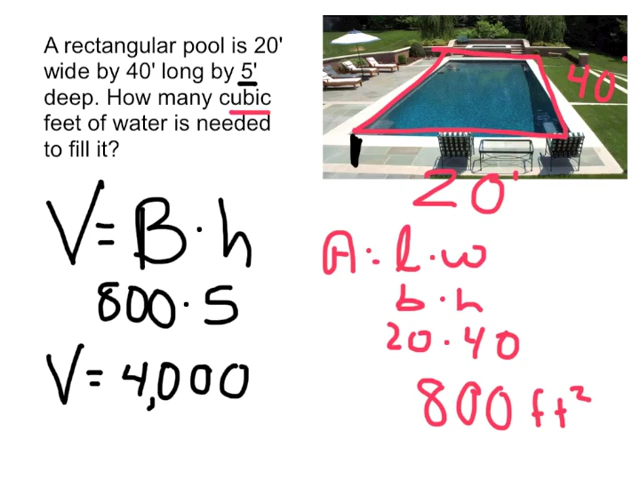 A rectangular pool is 20'
wide by 40' long by 5'
deep. How many cubic
feet of water is needed
to fill it?
40'
20'
V=B·h
800·5
V=4,000
A=l·w
b·h
20·40
800 ft²